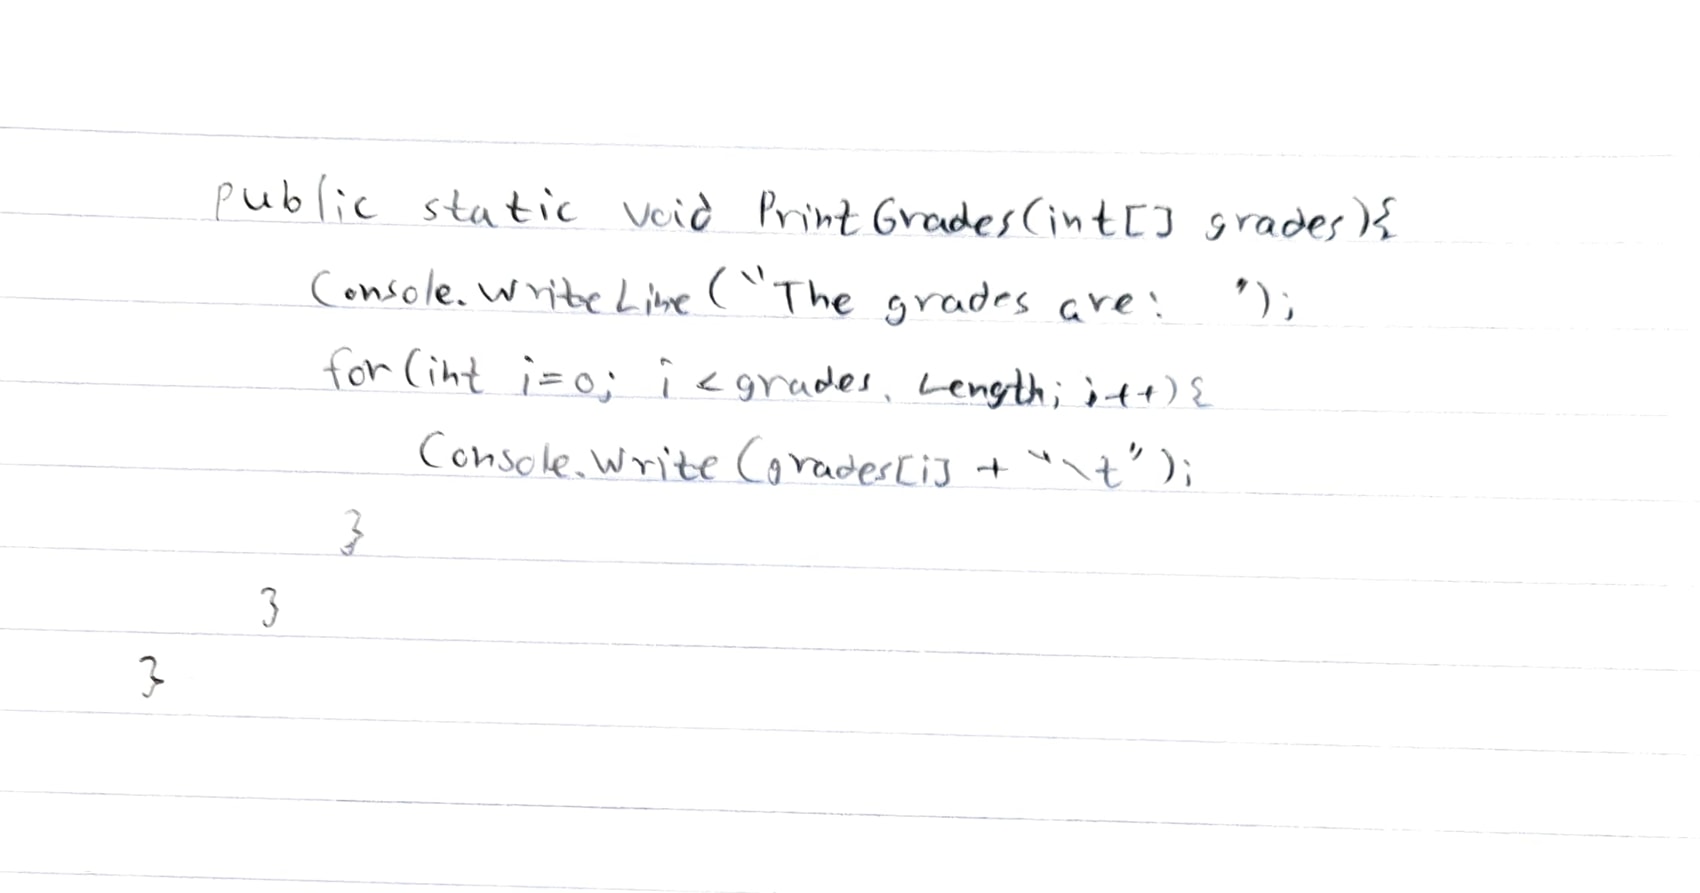 public static void PrintGrades(int[] grades){
Console.WriteLine("The grades are:  ");
for(int i=0; i<grades.Length; i++){
Console.Write(grades[i] + "\t");
}
}
}